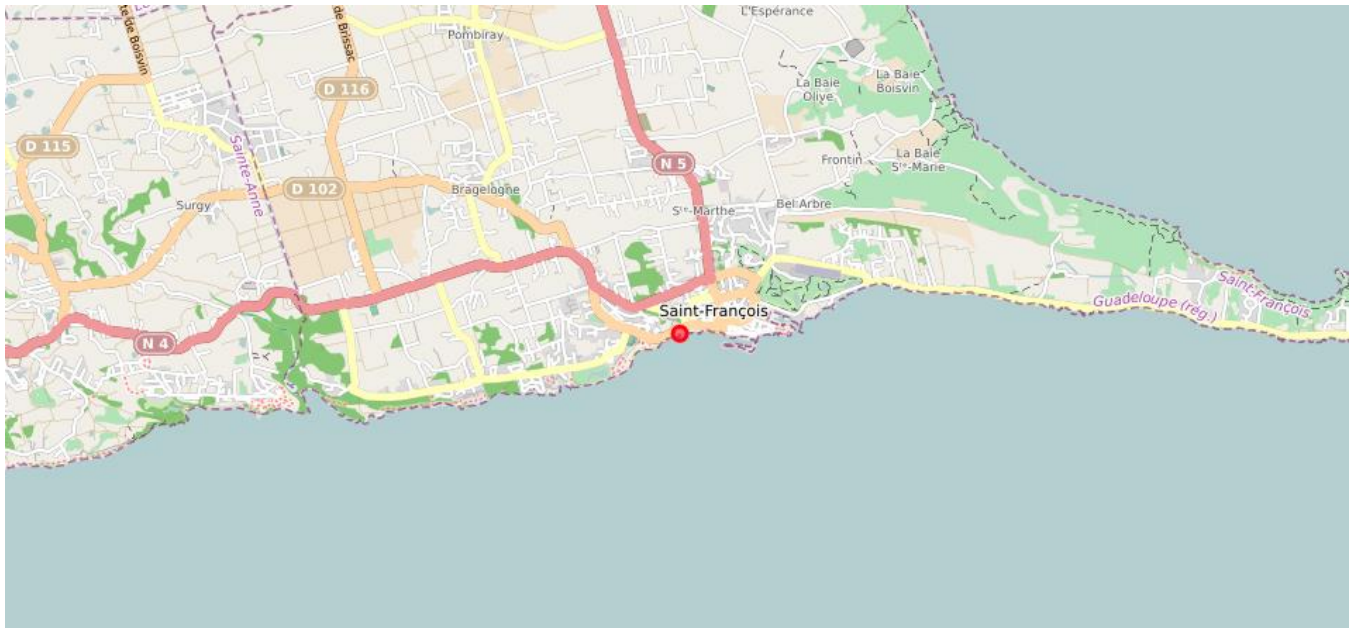 L'Espérance
te de Boisvin
de Brissac
Pombiray
La Baie
Olive
La Baie
Boisvin
D 116
D 115
Sainte-Anne
N 5
Frontin
La Baie
Sᵗᵉ-Marie
D 102
Bragelogne
Surgy
Sᵗᵉ-Marthe
Bel Arbre
Saint-François
Guadeloupe (rég.)
Saint-François
N 4